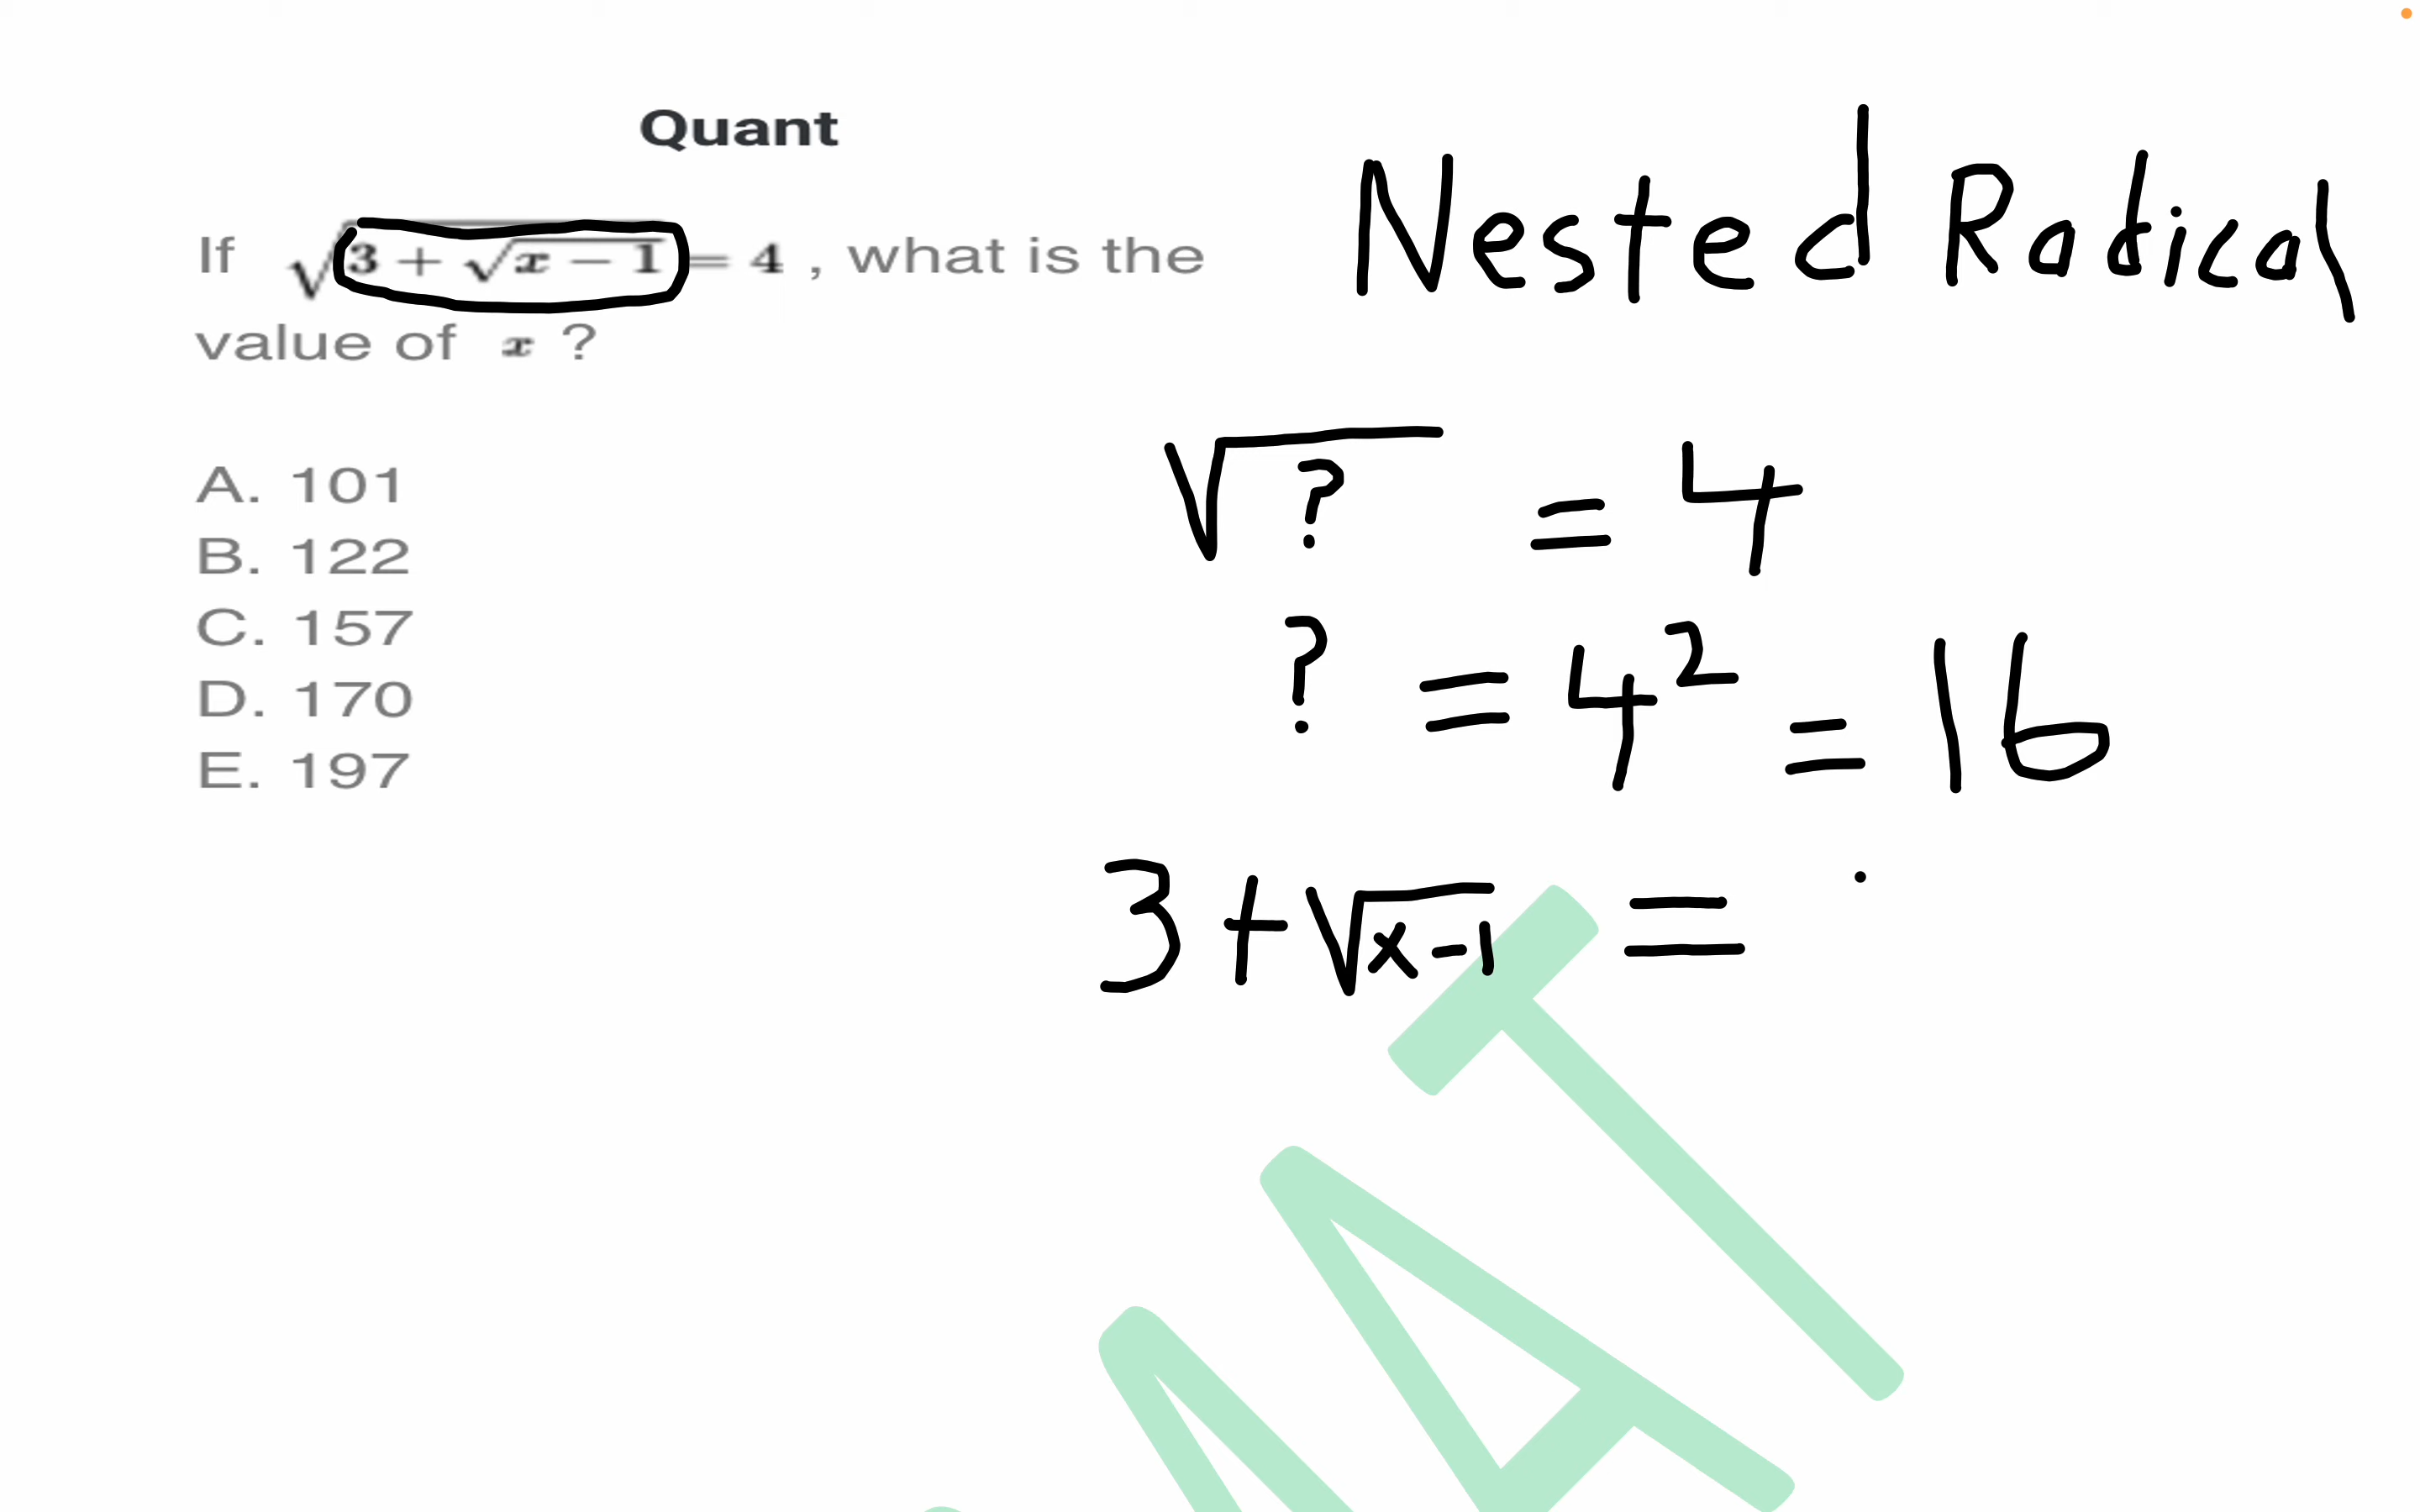 Quant
If √(3 + √(x − 1)) = 4 , what is the
value of x ?
A. 101
B. 122
C. 157
D. 170
E. 197
Nested Radical
√? = 4
? = 4² = 16
3 + √(x-1) =
MAT